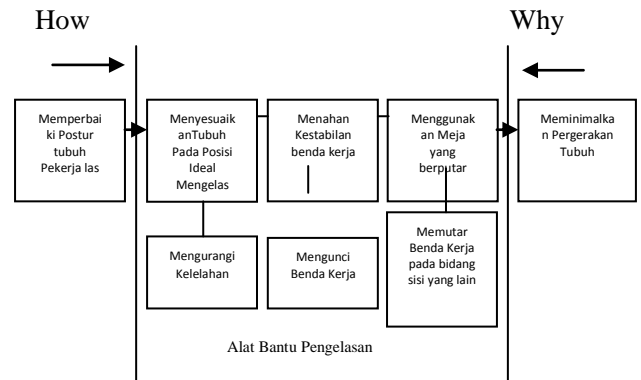 How
Why
Memperbai
ki Postur
tubuh
Pekerja las
Menyesuaik
anTubuh
Pada Posisi
Ideal
Mengelas
Menahan
Kestabilan
benda kerja
Menggunak
an Meja
yang
berputar
Meminimalka
n Pergerakan
Tubuh
Mengurangi
Kelelahan
Mengunci
Benda Kerja
Memutar
Benda Kerja
pada bidang
sisi yang lain
Alat Bantu Pengelasan